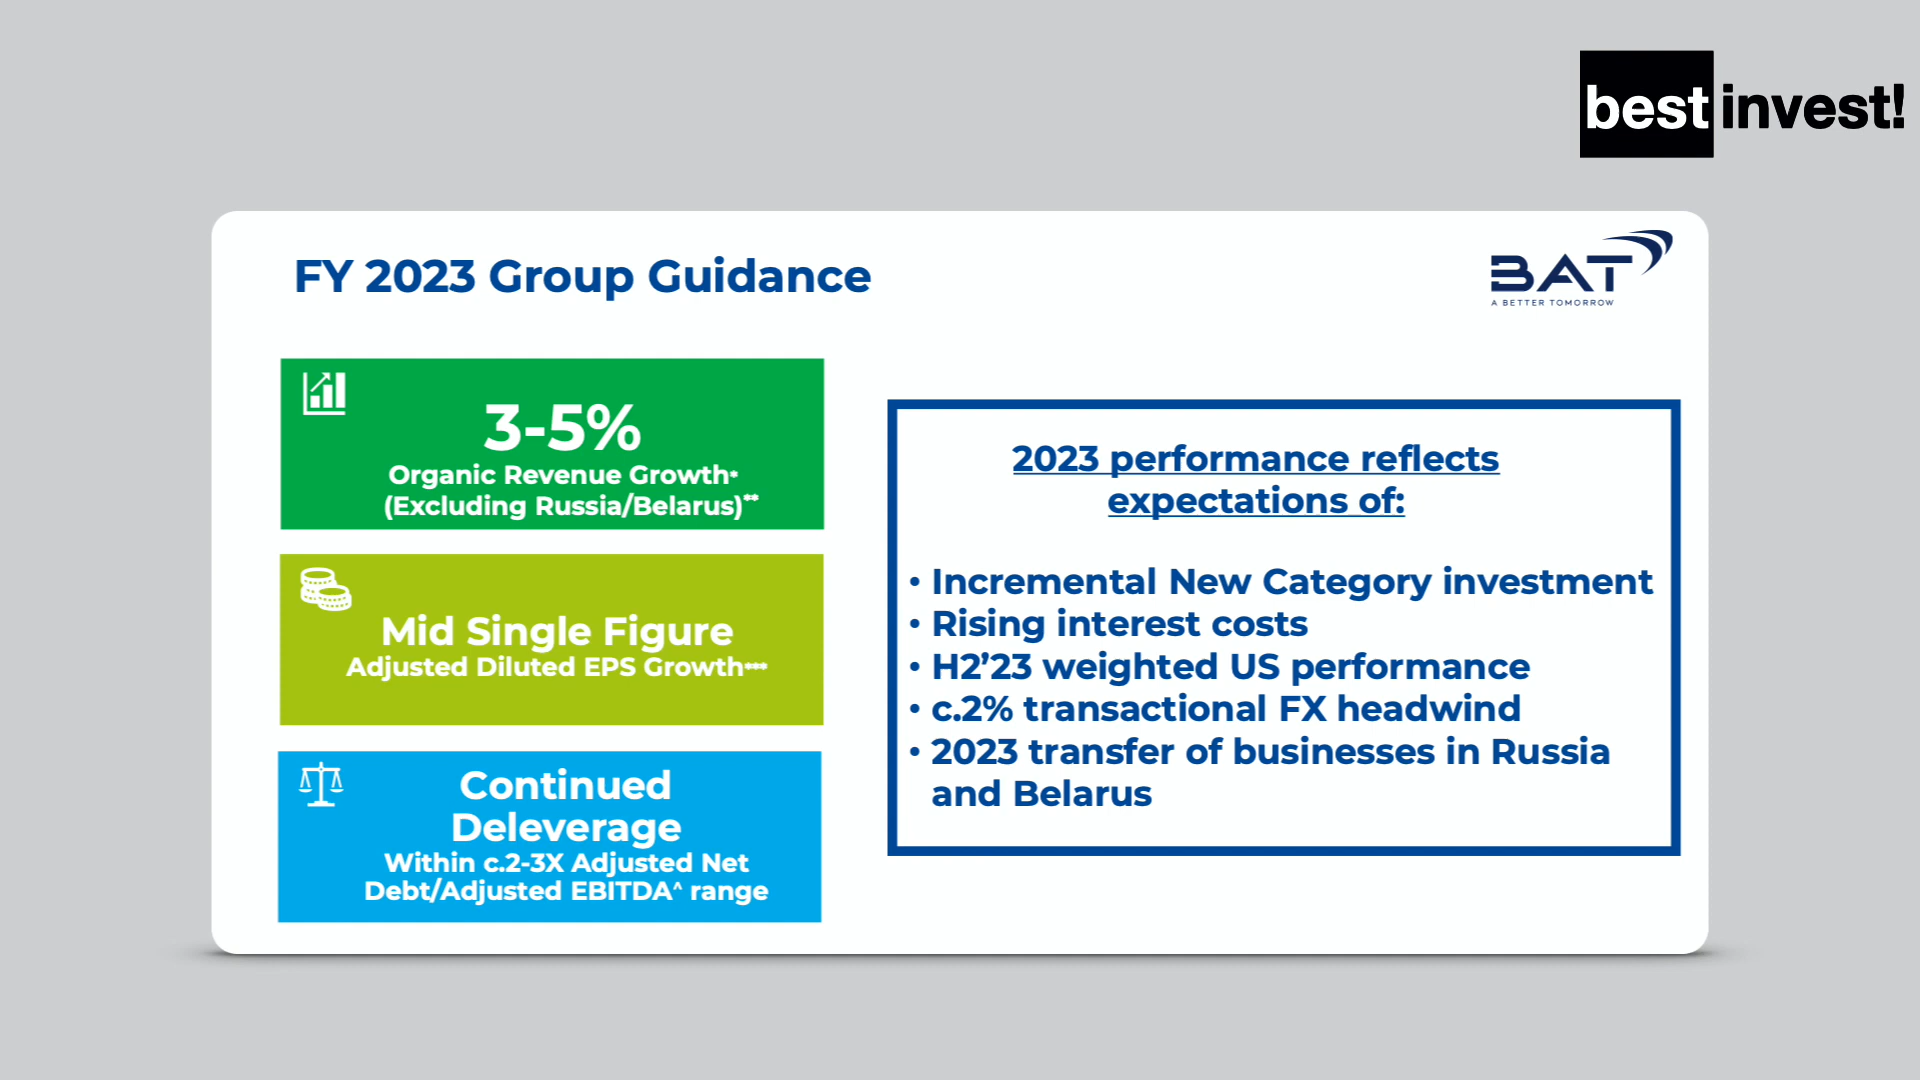 best invest!
FY 2023 Group Guidance
BAT
A BETTER TOMORROW
3-5%
Organic Revenue Growth*
(Excluding Russia/Belarus)**
Mid Single Figure
Adjusted Diluted EPS Growth***
Continued
Deleverage
Within c.2-3X Adjusted Net
Debt/Adjusted EBITDA^ range
2023 performance reflects
expectations of:
• Incremental New Category investment
• Rising interest costs
• H2’23 weighted US performance
• c.2% transactional FX headwind
• 2023 transfer of businesses in Russia
and Belarus